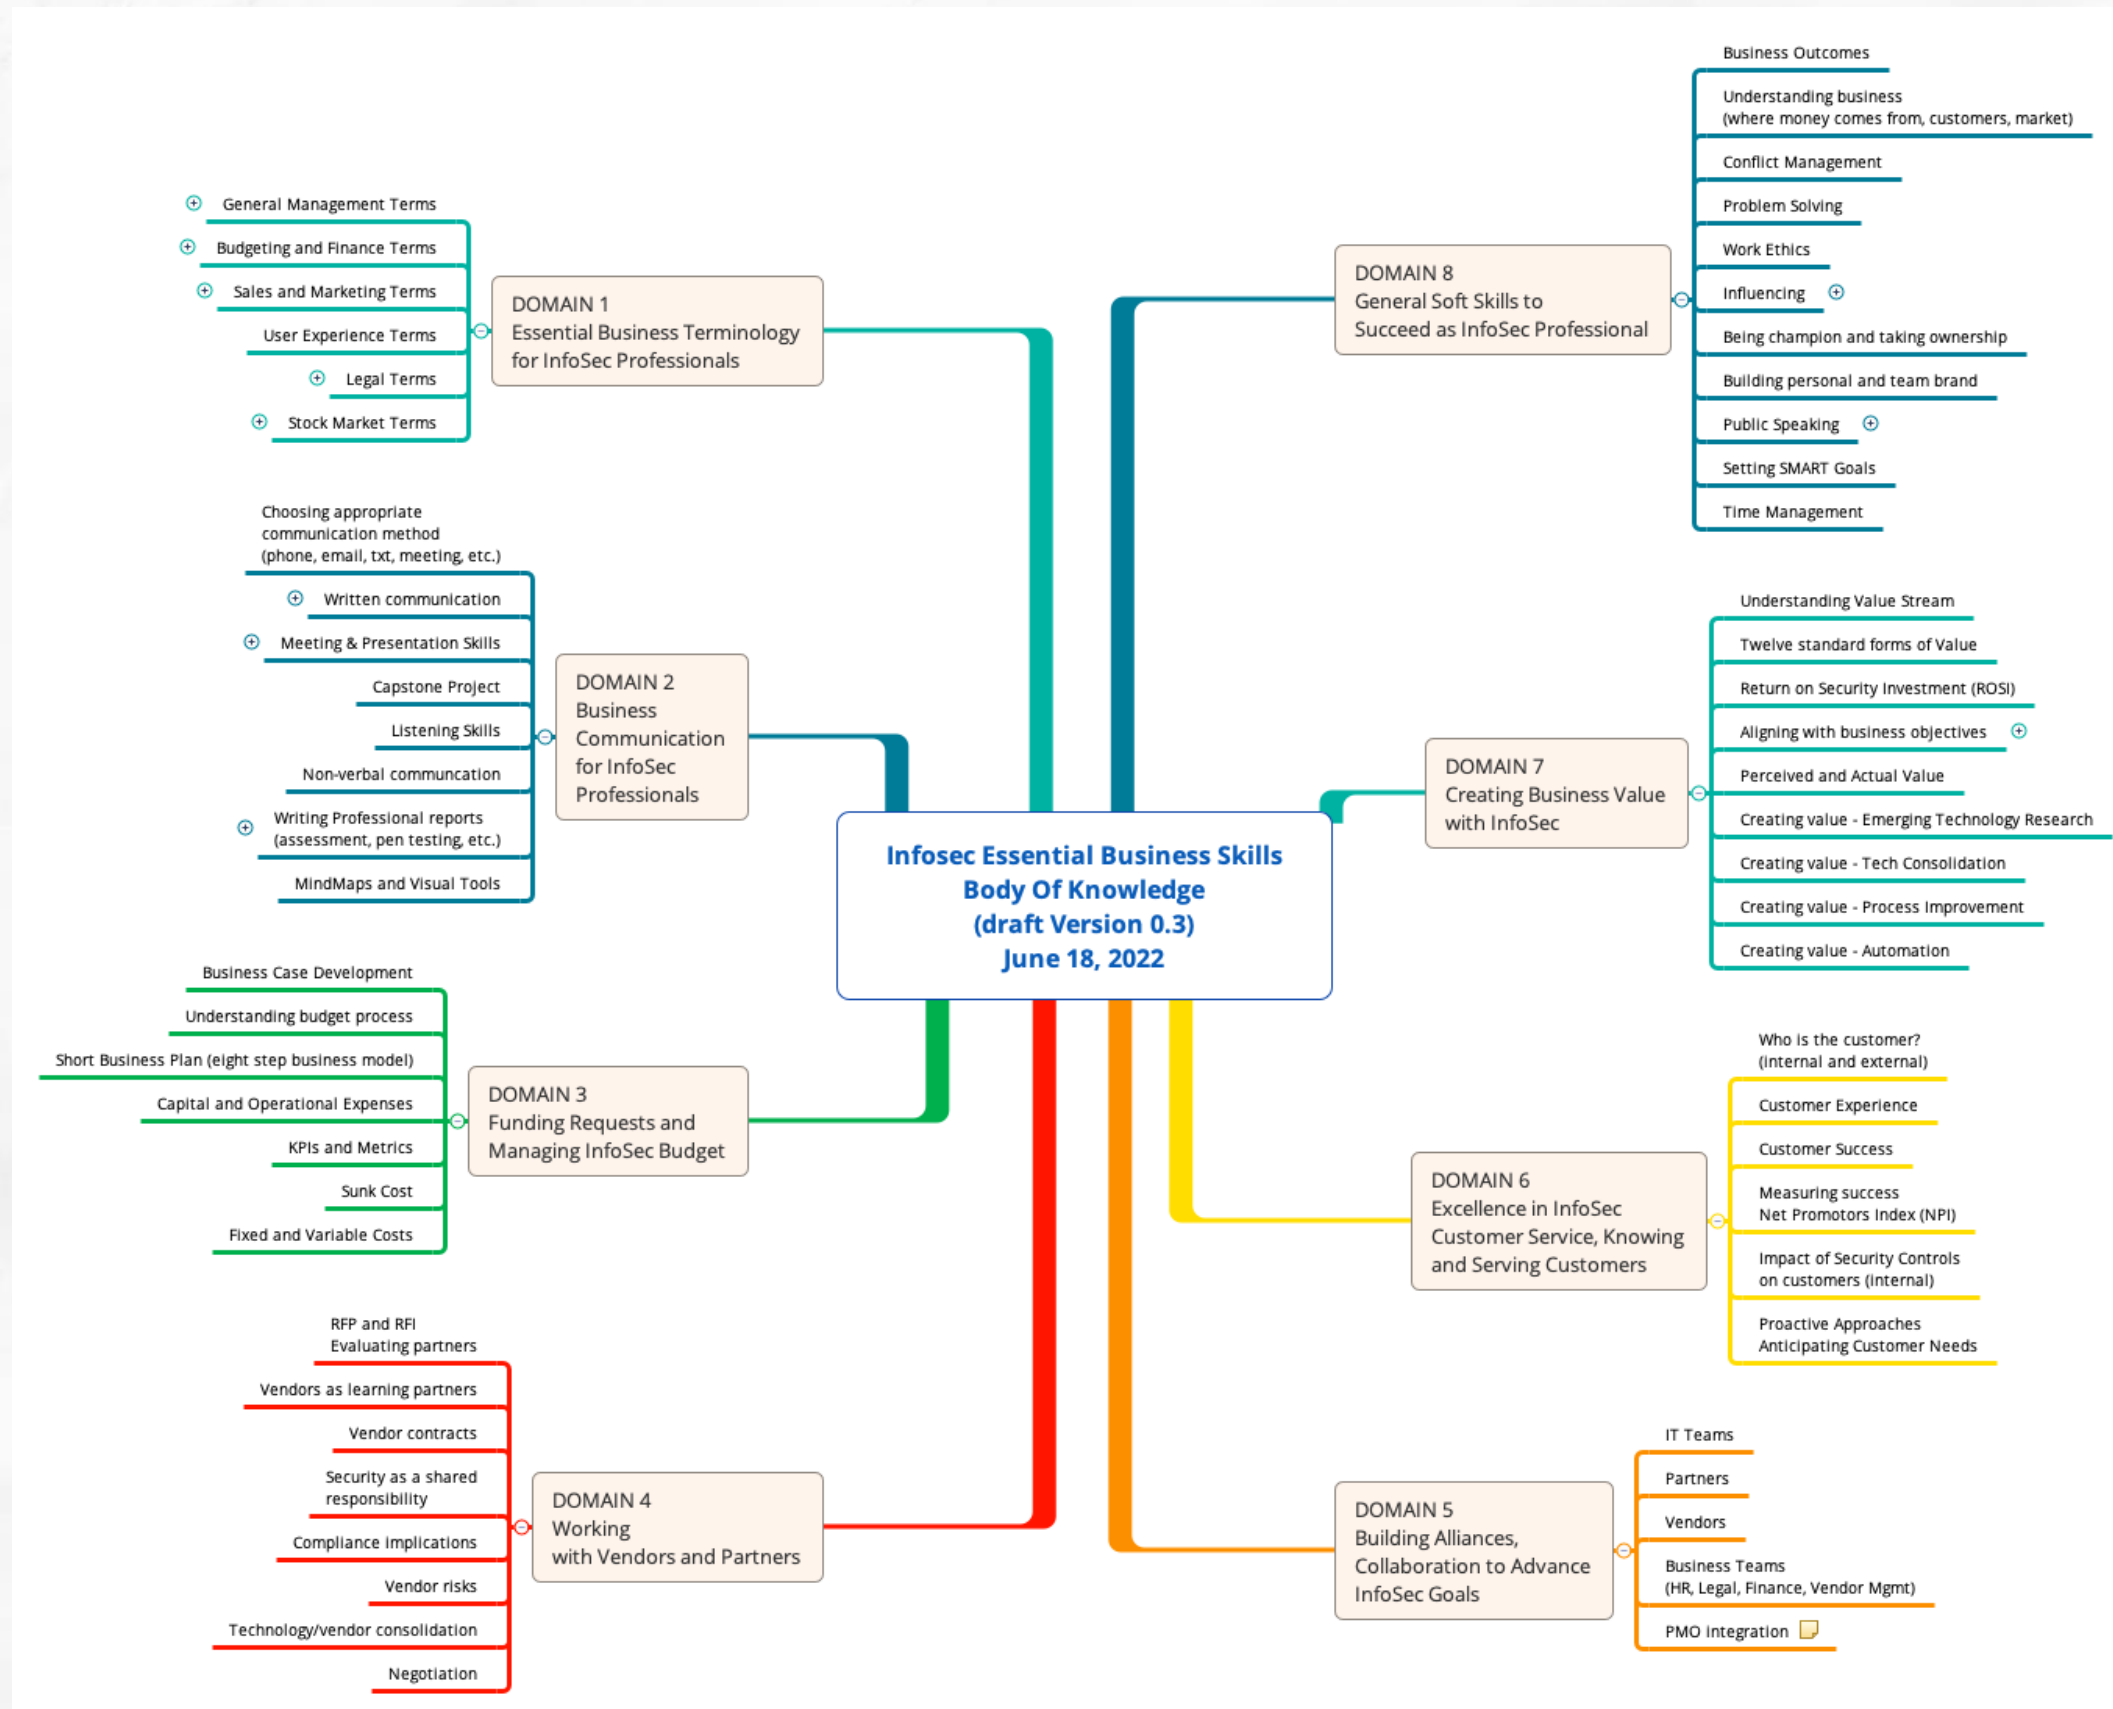 Infosec Essential Business Skills
Body Of Knowledge
(draft Version 0.3)
June 18, 2022
DOMAIN 1
Essential Business Terminology
for InfoSec Professionals
General Management Terms
Budgeting and Finance Terms
Sales and Marketing Terms
User Experience Terms
Legal Terms
Stock Market Terms
DOMAIN 2
Business
Communication
for InfoSec
Professionals
Choosing appropriate
communication method
(phone, email, txt, meeting, etc.)
Written communication
Meeting & Presentation Skills
Capstone Project
Listening Skills
Non-verbal communcation
Writing Professional reports
(assessment, pen testing, etc.)
MindMaps and Visual Tools
DOMAIN 3
Funding Requests and
Managing InfoSec Budget
Business Case Development
Understanding budget process
Short Business Plan (eight step business model)
Capital and Operational Expenses
KPIs and Metrics
Sunk Cost
Fixed and Variable Costs
DOMAIN 4
Working
with Vendors and Partners
RFP and RFI
Evaluating partners
Vendors as learning partners
Vendor contracts
Security as a shared
responsibility
Compliance implications
Vendor risks
Technology/vendor consolidation
Negotiation
DOMAIN 5
Building Alliances,
Collaboration to Advance
InfoSec Goals
IT Teams
Partners
Vendors
Business Teams
(HR, Legal, Finance, Vendor Mgmt)
PMO integration
DOMAIN 6
Excellence in InfoSec
Customer Service, Knowing
and Serving Customers
Who is the customer?
(internal and external)
Customer Experience
Customer Success
Measuring success
Net Promotors Index (NPI)
Impact of Security Controls
on customers (internal)
Proactive Approaches
Anticipating Customer Needs
DOMAIN 7
Creating Business Value
with InfoSec
Understanding Value Stream
Twelve standard forms of Value
Return on Security Investment (ROSI)
Aligning with business objectives
Perceived and Actual Value
Creating value - Emerging Technology Research
Creating value - Tech Consolidation
Creating value - Process Improvement
Creating value - Automation
DOMAIN 8
General Soft Skills to
Succeed as InfoSec Professional
Business Outcomes
Understanding business
(where money comes from, customers, market)
Conflict Management
Problem Solving
Work Ethics
Influencing
Being champion and taking ownership
Building personal and team brand
Public Speaking
Setting SMART Goals
Time Management